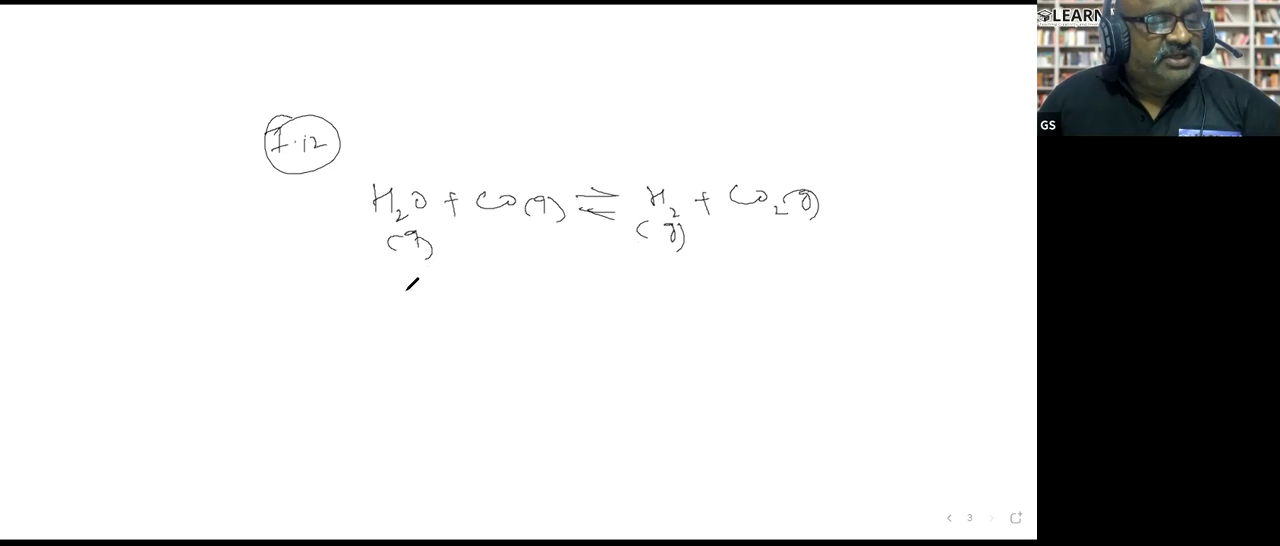 7.12
H₂O + CO(g) ⇌ H₂ + CO₂(g)
(g) (g)
LEARN
GS
3